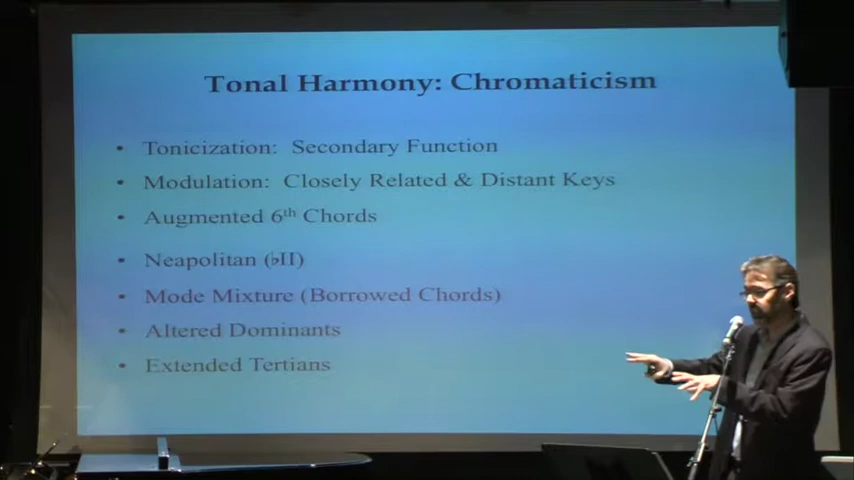 Tonal Harmony: Chromaticism
• Tonicization: Secondary Function
• Modulation: Closely Related & Distant Keys
• Augmented 6th Chords
• Neapolitan (♭II)
• Mode Mixture (Borrowed Chords)
• Altered Dominants
• Extended Tertians